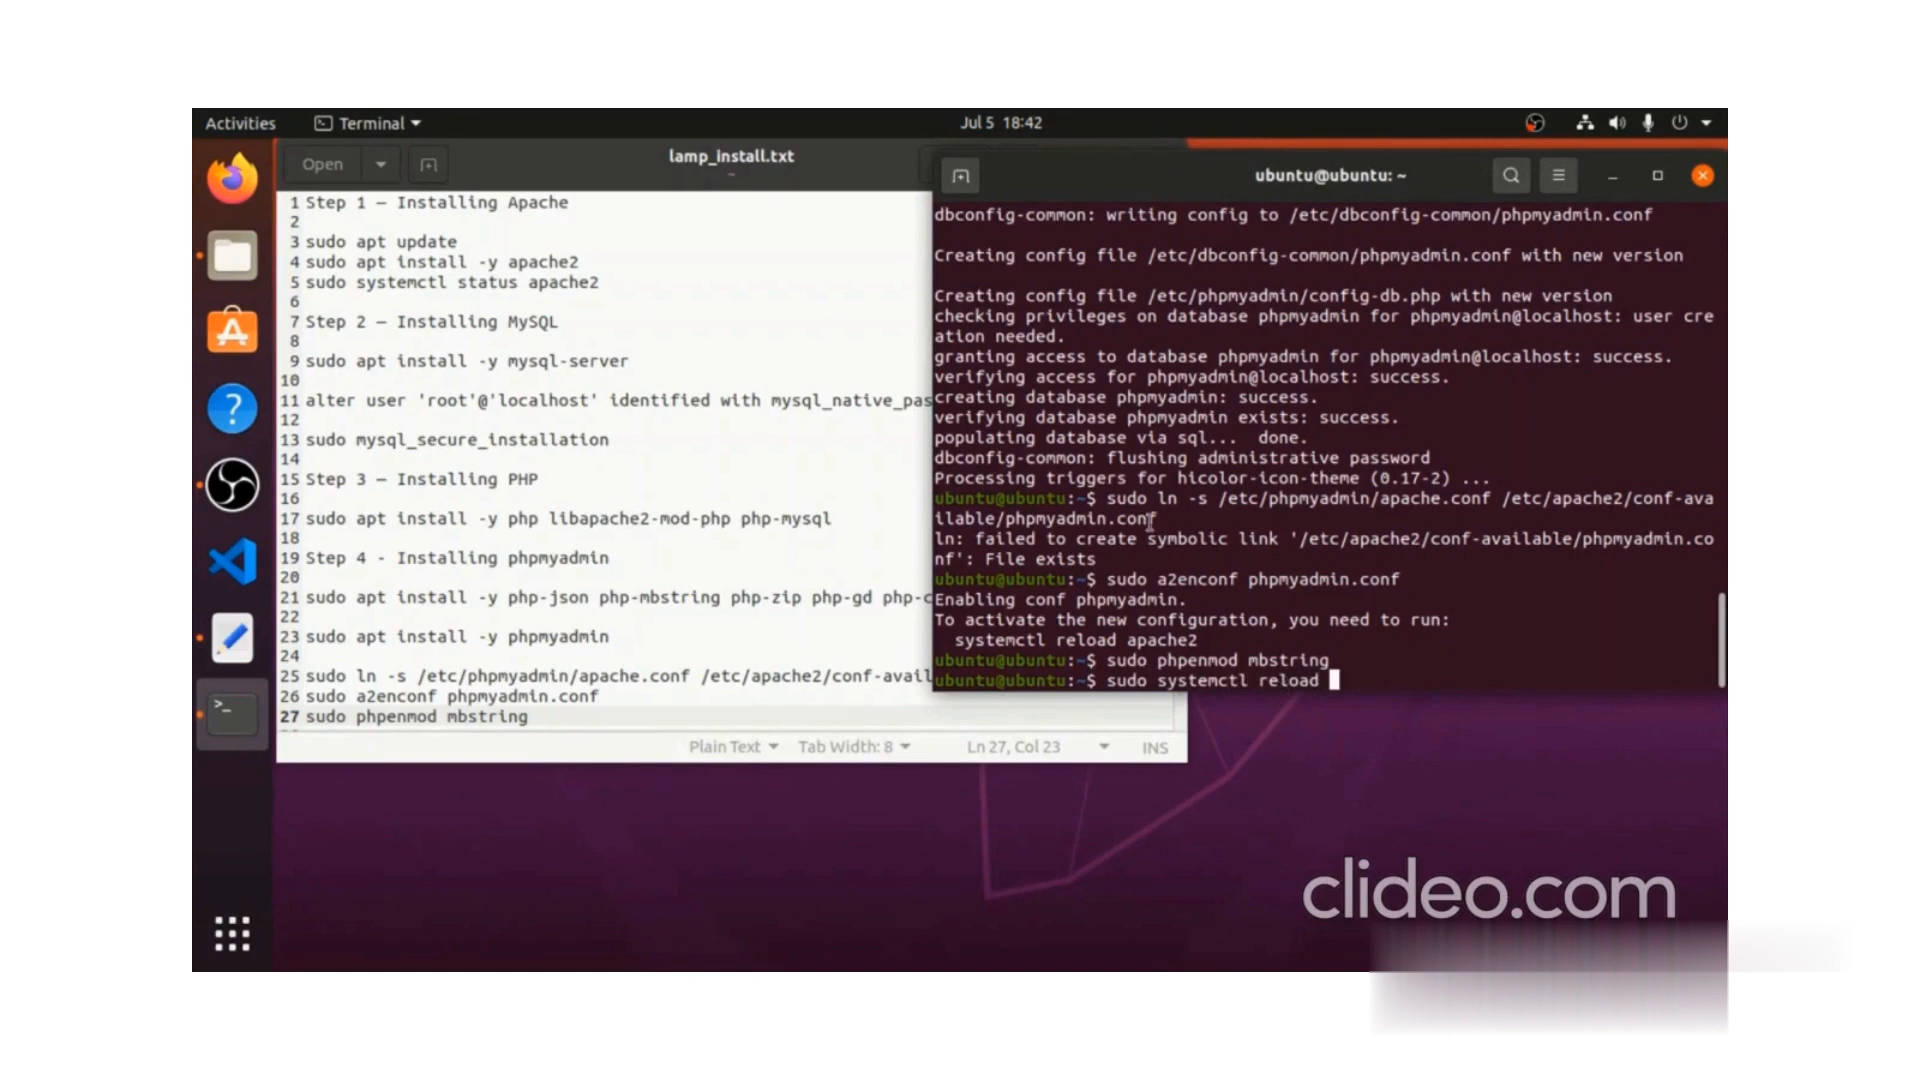 Activities
Terminal
Jul 5 18:42
Open
lamp_install.txt
~
1 Step 1 – Installing Apache
2
3 sudo apt update
4 sudo apt install -y apache2
5 sudo systemctl status apache2
6
7 Step 2 – Installing MySQL
8
9 sudo apt install -y mysql-server
10
11 alter user 'root'@'localhost' identified with mysql_native_pas
12
13 sudo mysql_secure_installation
14
15 Step 3 – Installing PHP
16
17 sudo apt install -y php libapache2-mod-php php-mysql
18
19 Step 4 - Installing phpmyadmin
20
21 sudo apt install -y php-json php-mbstring php-zip php-gd php-c
22
23 sudo apt install -y phpmyadmin
24
25 sudo ln -s /etc/phpmyadmin/apache.conf /etc/apache2/conf-avail
26 sudo a2enconf phpmyadmin.conf
27 sudo phpenmod mbstring
Plain Text
Tab Width: 8
Ln 27, Col 23
INS
ubuntu@ubuntu: ~
dbconfig-common: writing config to /etc/dbconfig-common/phpmyadmin.conf
Creating config file /etc/dbconfig-common/phpmyadmin.conf with new version
Creating config file /etc/phpmyadmin/config-db.php with new version
checking privileges on database phpmyadmin for phpmyadmin@localhost: user cre
ation needed.
granting access to database phpmyadmin for phpmyadmin@localhost: success.
verifying access for phpmyadmin@localhost: success.
creating database phpmyadmin: success.
verifying database phpmyadmin exists: success.
populating database via sql... done.
dbconfig-common: flushing administrative password
Processing triggers for hicolor-icon-theme (0.17-2) ...
ubuntu@ubuntu:~$ sudo ln -s /etc/phpmyadmin/apache.conf /etc/apache2/conf-ava
ilable/phpmyadmin.conf
ln: failed to create symbolic link '/etc/apache2/conf-available/phpmyadmin.co
nf': File exists
ubuntu@ubuntu:~$ sudo a2enconf phpmyadmin.conf
Enabling conf phpmyadmin.
To activate the new configuration, you need to run:
systemctl reload apache2
ubuntu@ubuntu:~$ sudo phpenmod mbstring
ubuntu@ubuntu:~$ sudo systemctl reload
clideo.com